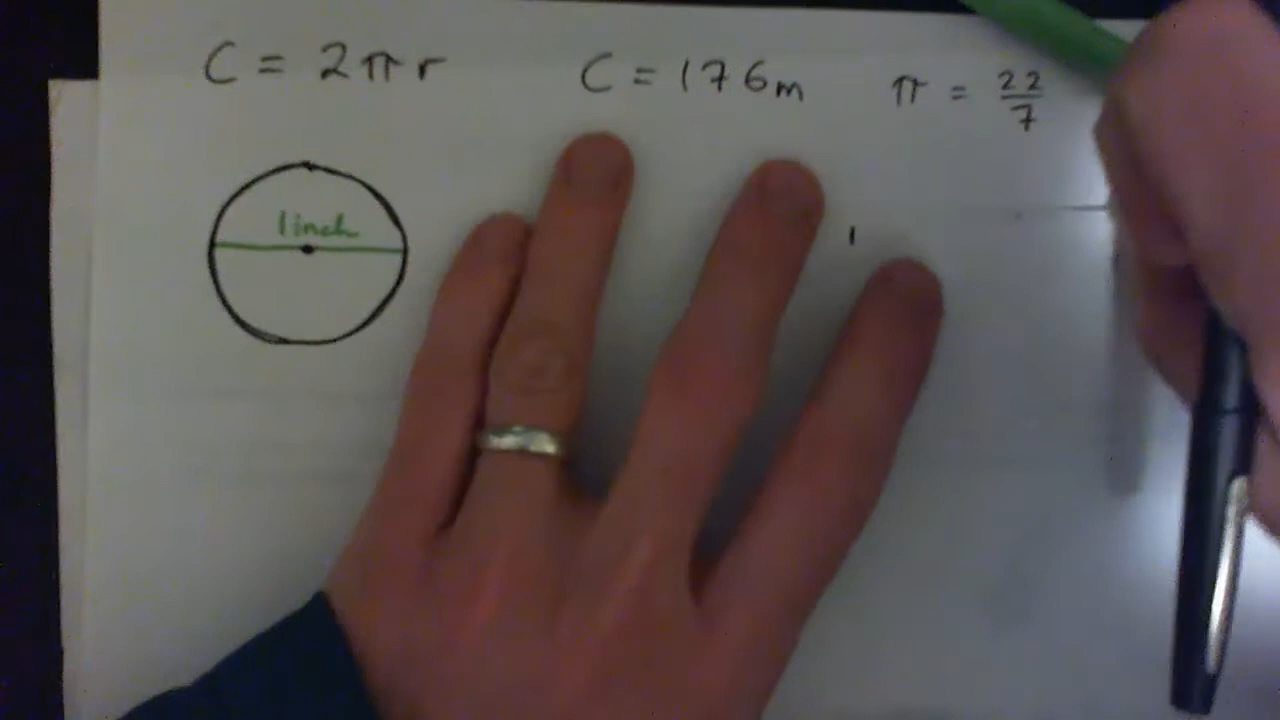 C = 2πr C = 176m π = 22/7
1 inch